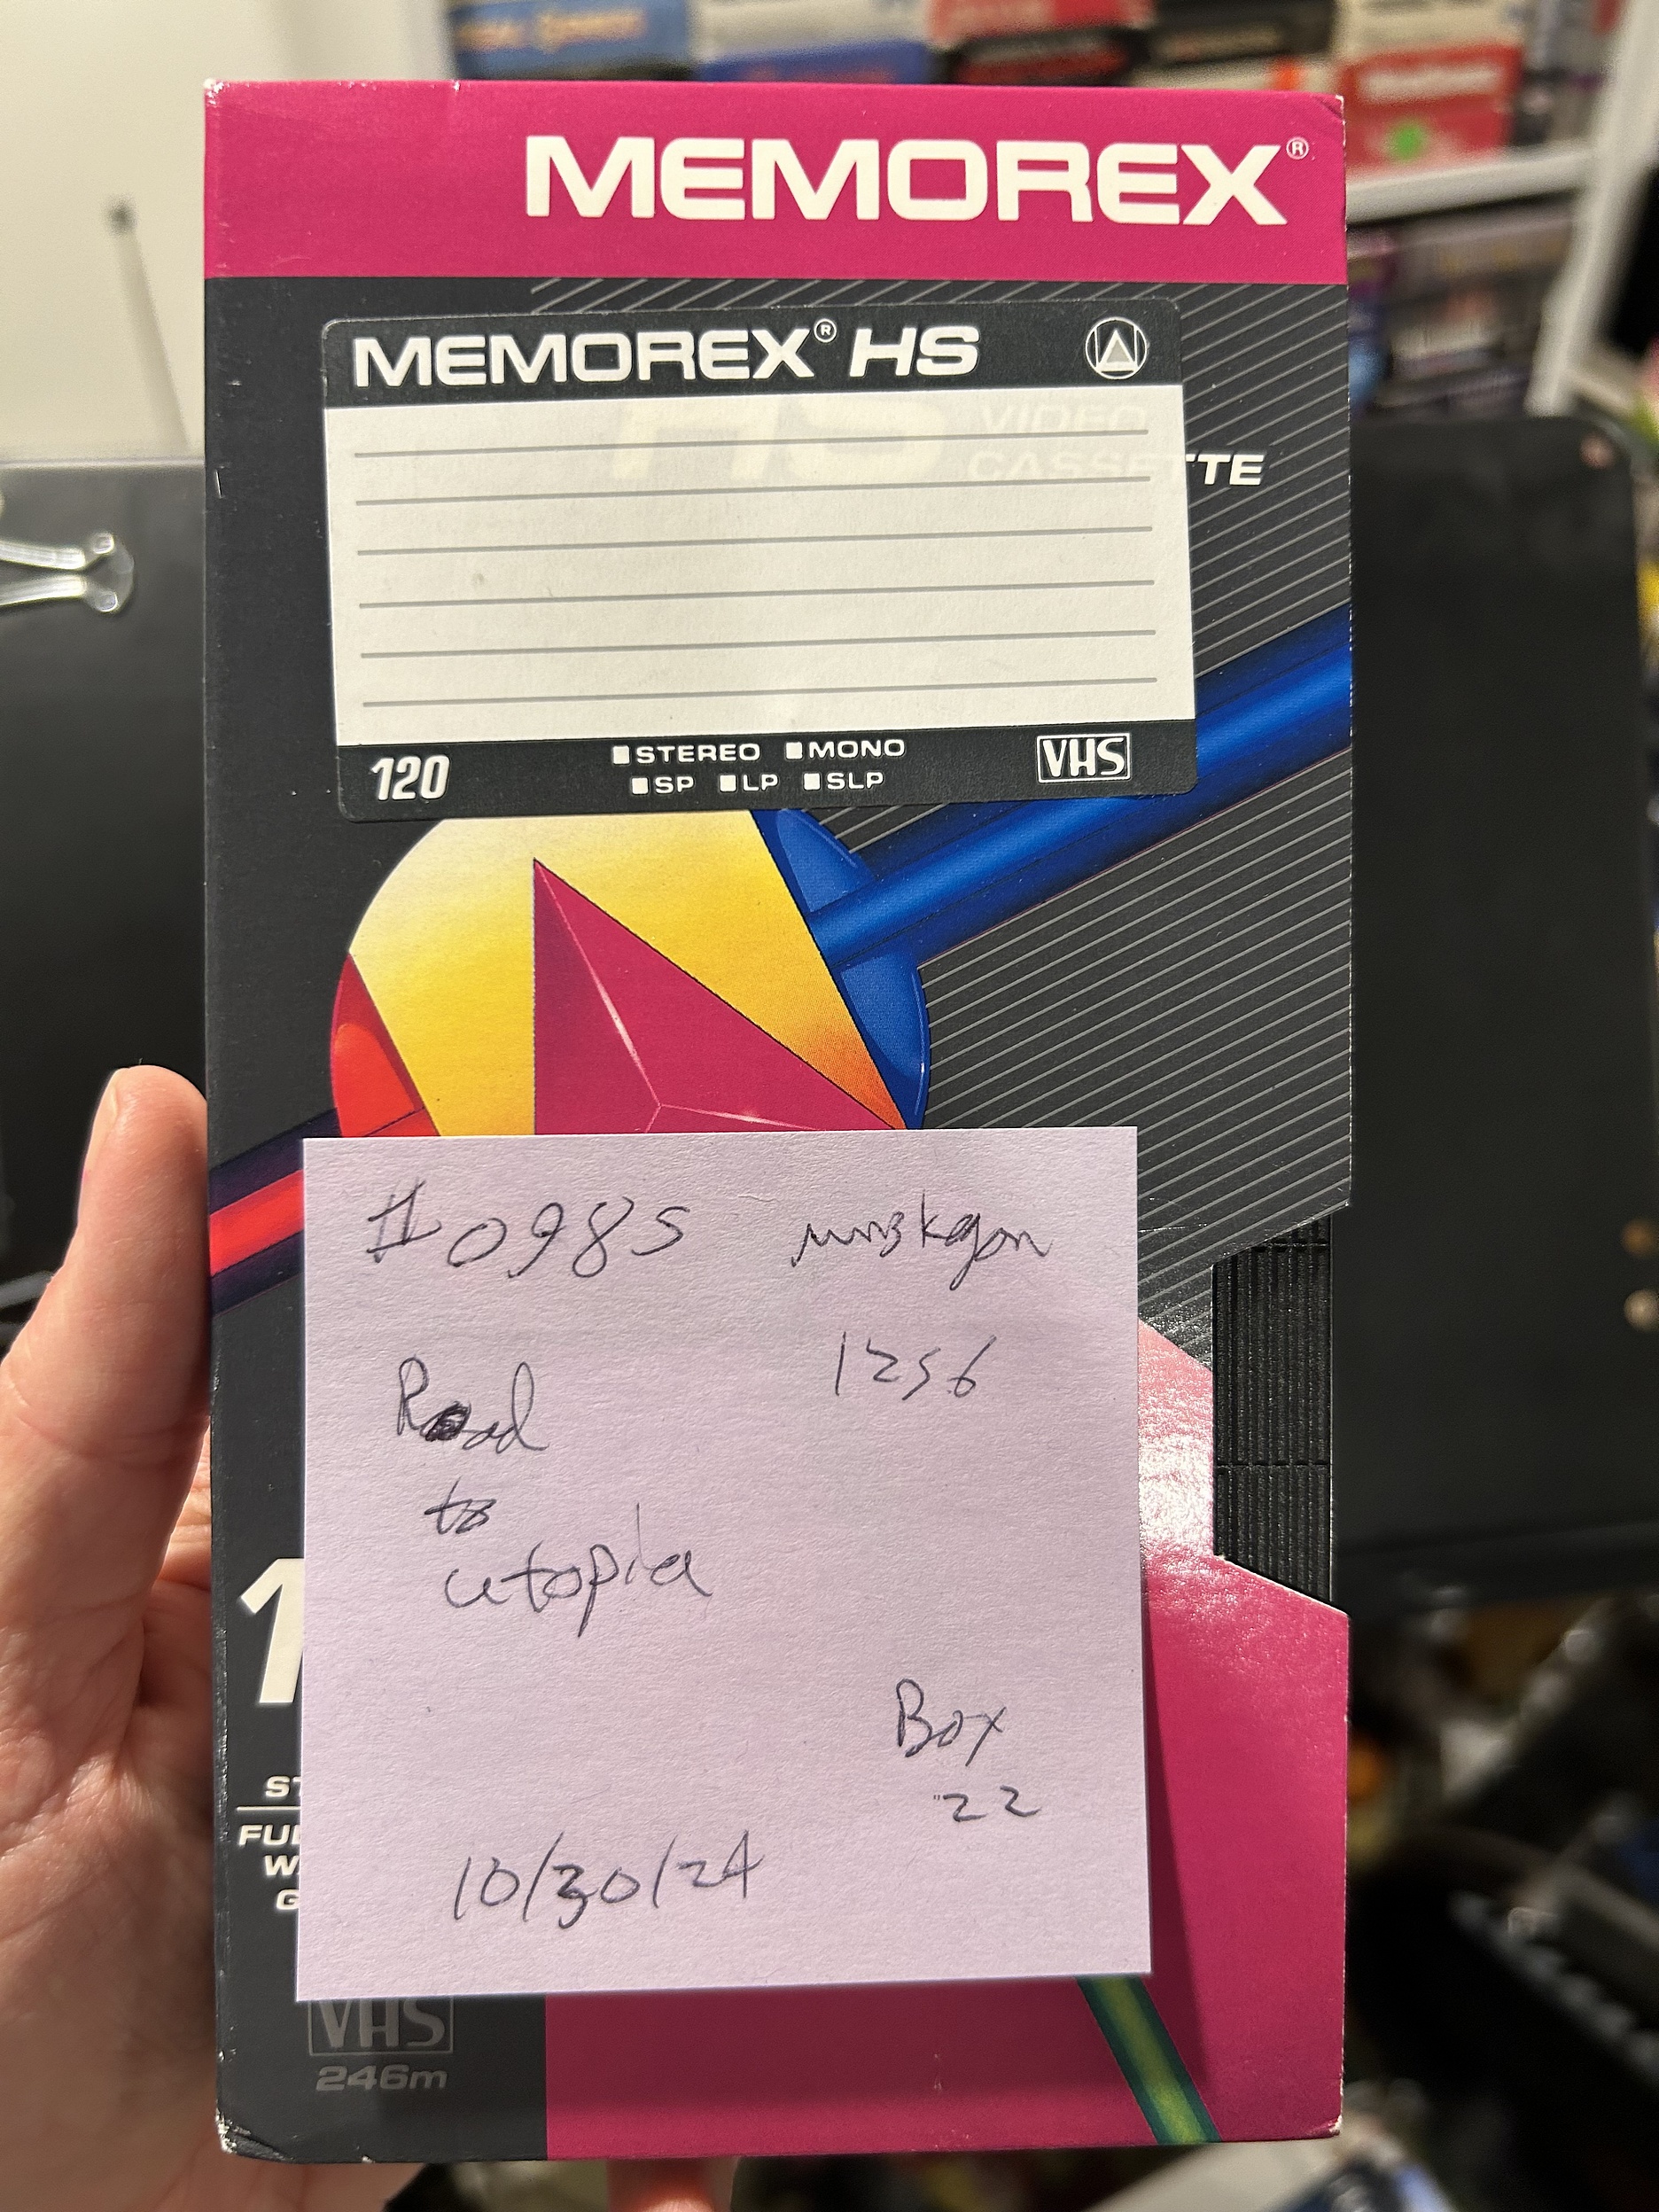 MEMOREX®
MEMOREX® HS
HS VIDEO
CASSETTE
120
STEREO MONO
SP LP SLP
VHS
#0985 muskegon
1256
Road
to
utopia
Box
22
10/30/24
VHS
246m